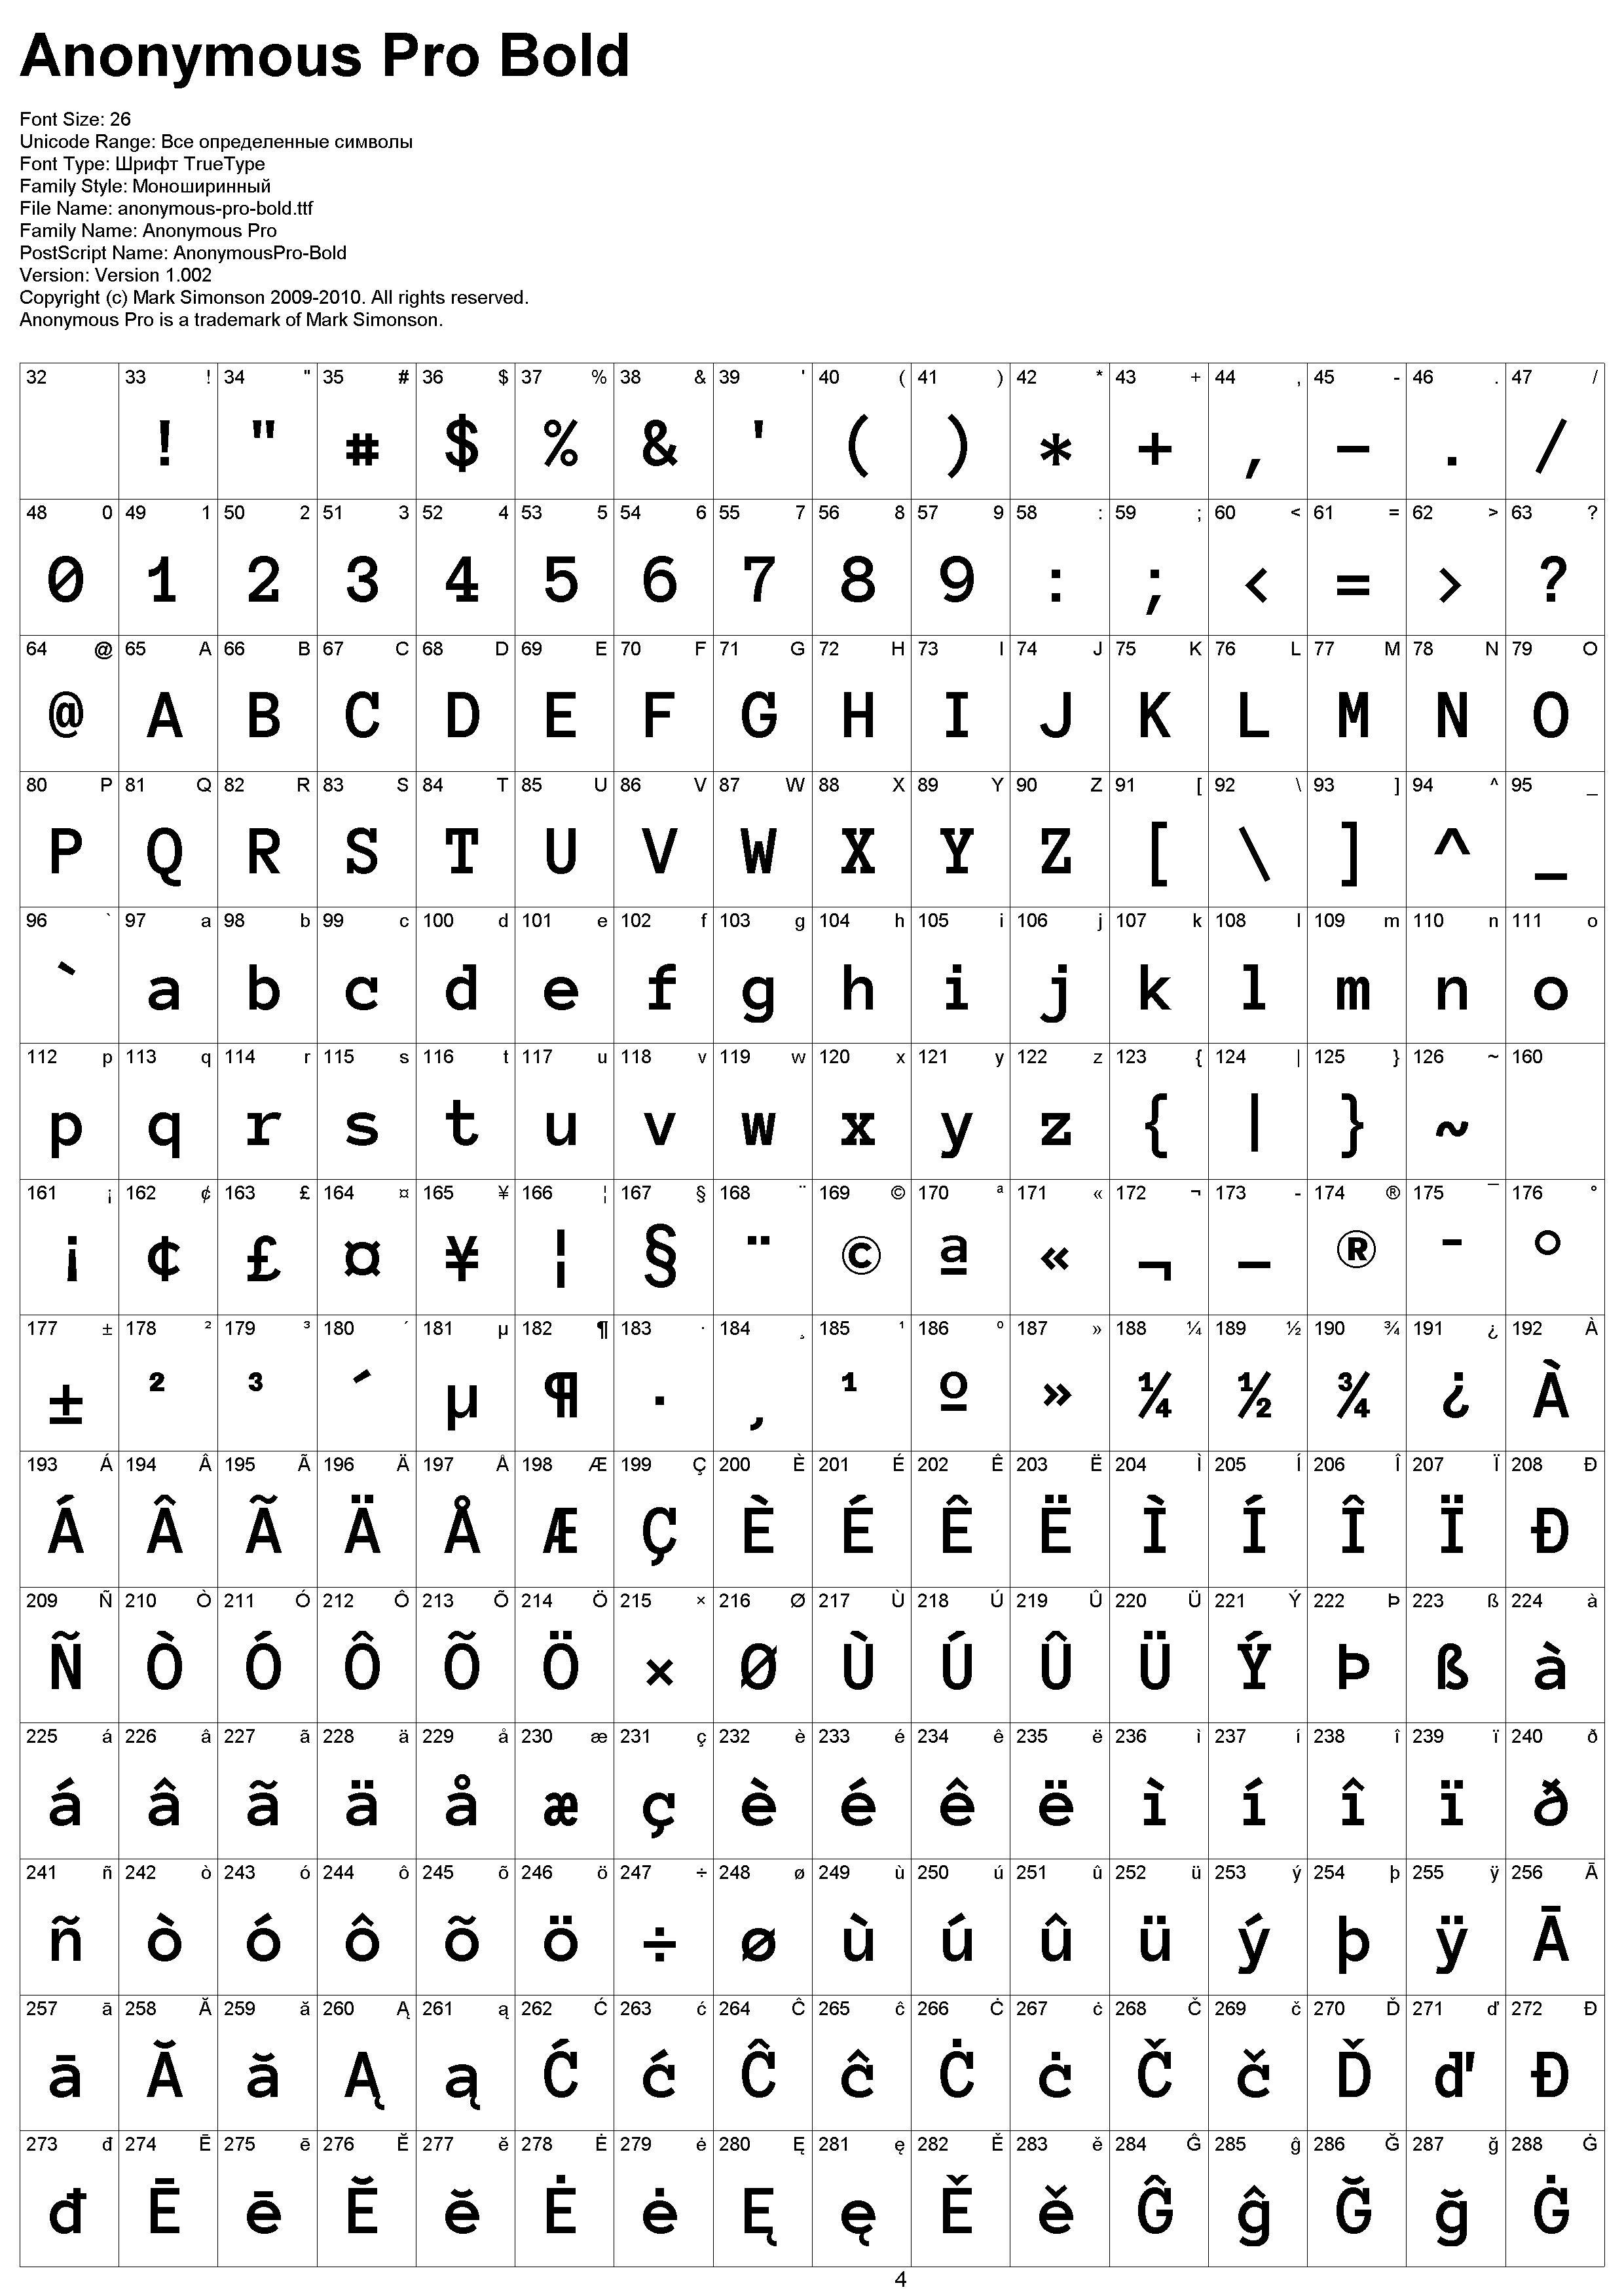 Anonymous Pro Bold
Font Size: 26
Unicode Range: Все определенные символы
Font Type: Шрифт TrueType
Family Style: Моноширинный
File Name: anonymous-pro-bold.ttf
Family Name: Anonymous Pro
PostScript Name: AnonymousPro-Bold
Version: Version 1.002
Copyright (c) Mark Simonson 2009-2010. All rights reserved.
Anonymous Pro is a trademark of Mark Simonson.
32 33 ! 34 " 35 # 36 $ 37 % 38 & 39 ' 40 ( 41 ) 42 * 43 + 44 , 45 - 46 . 47 /
! " # $ % & ' ( ) * + , - . /
48 0 49 1 50 2 51 3 52 4 53 5 54 6 55 7 56 8 57 9 58 : 59 ; 60 < 61 = 62 > 63 ?
0 1 2 3 4 5 6 7 8 9 : ; < = > ?
64 @ 65 A 66 B 67 C 68 D 69 E 70 F 71 G 72 H 73 I 74 J 75 K 76 L 77 M 78 N 79 O
@ A B C D E F G H I J K L M N O
80 P 81 Q 82 R 83 S 84 T 85 U 86 V 87 W 88 X 89 Y 90 Z 91 [ 92 \ 93 ] 94 ^ 95 _
P Q R S T U V W X Y Z [ \ ] ^ _
96 ` 97 a 98 b 99 c 100 d 101 e 102 f 103 g 104 h 105 i 106 j 107 k 108 l 109 m 110 n 111 o
` a b c d e f g h i j k l m n o
112 p 113 q 114 r 115 s 116 t 117 u 118 v 119 w 120 x 121 y 122 z 123 { 124 | 125 } 126 ~ 160
p q r s t u v w x y z { | } ~
161 ¡ 162 ¢ 163 £ 164 ¤ 165 ¥ 166 ¦ 167 § 168 ¨ 169 © 170 ª 171 « 172 ¬ 173 - 174 ® 175 ¯ 176 °
¡ ¢ £ ¤ ¥ ¦ § ¨ © ª « ¬ - ® ¯ °
177 ± 178 ² 179 ³ 180 ´ 181 µ 182 ¶ 183 · 184 ¸ 185 ¹ 186 º 187 » 188 ¼ 189 ½ 190 ¾ 191 ¿ 192 À
± ² ³ ´ µ ¶ · ¸ ¹ º » ¼ ½ ¾ ¿ À
193 Á 194 Â 195 Ã 196 Ä 197 Å 198 Æ 199 Ç 200 È 201 É 202 Ê 203 Ë 204 Ì 205 Í 206 Î 207 Ï 208 Ð
Á Â Ã Ä Å Æ Ç È É Ê Ë Ì Í Î Ï Ð
209 Ñ 210 Ò 211 Ó 212 Ô 213 Õ 214 Ö 215 × 216 Ø 217 Ù 218 Ú 219 Û 220 Ü 221 Ý 222 Þ 223 ß 224 à
Ñ Ò Ó Ô Õ Ö × Ø Ù Ú Û Ü Ý Þ ß à
225 á 226 â 227 ã 228 ä 229 å 230 æ 231 ç 232 è 233 é 234 ê 235 ë 236 ì 237 í 238 î 239 ï 240 ð
á â ã ä å æ ç è é ê ë ì í î ï ð
241 ñ 242 ò 243 ó 244 ô 245 õ 246 ö 247 ÷ 248 ø 249 ù 250 ú 251 û 252 ü 253 ý 254 þ 255 ÿ 256 Ā
ñ ò ó ô õ ö ÷ ø ù ú û ü ý þ ÿ Ā
257 ā 258 Ă 259 ă 260 Ą 261 ą 262 Ć 263 ć 264 Ĉ 265 ĉ 266 Ċ 267 ċ 268 Č 269 č 270 Ď 271 ď 272 Đ
ā Ă ă Ą ą Ć ć Ĉ ĉ Ċ ċ Č č Ď ď Đ
273 đ 274 Ē 275 ē 276 Ĕ 277 ĕ 278 Ė 279 ė 280 Ę 281 ę 282 Ě 283 ě 284 Ĝ 285 ĝ 286 Ğ 287 ğ 288 Ġ
đ Ē ē Ĕ ĕ Ė ė Ę ę Ě ě Ĝ ĝ Ğ ğ Ġ
4